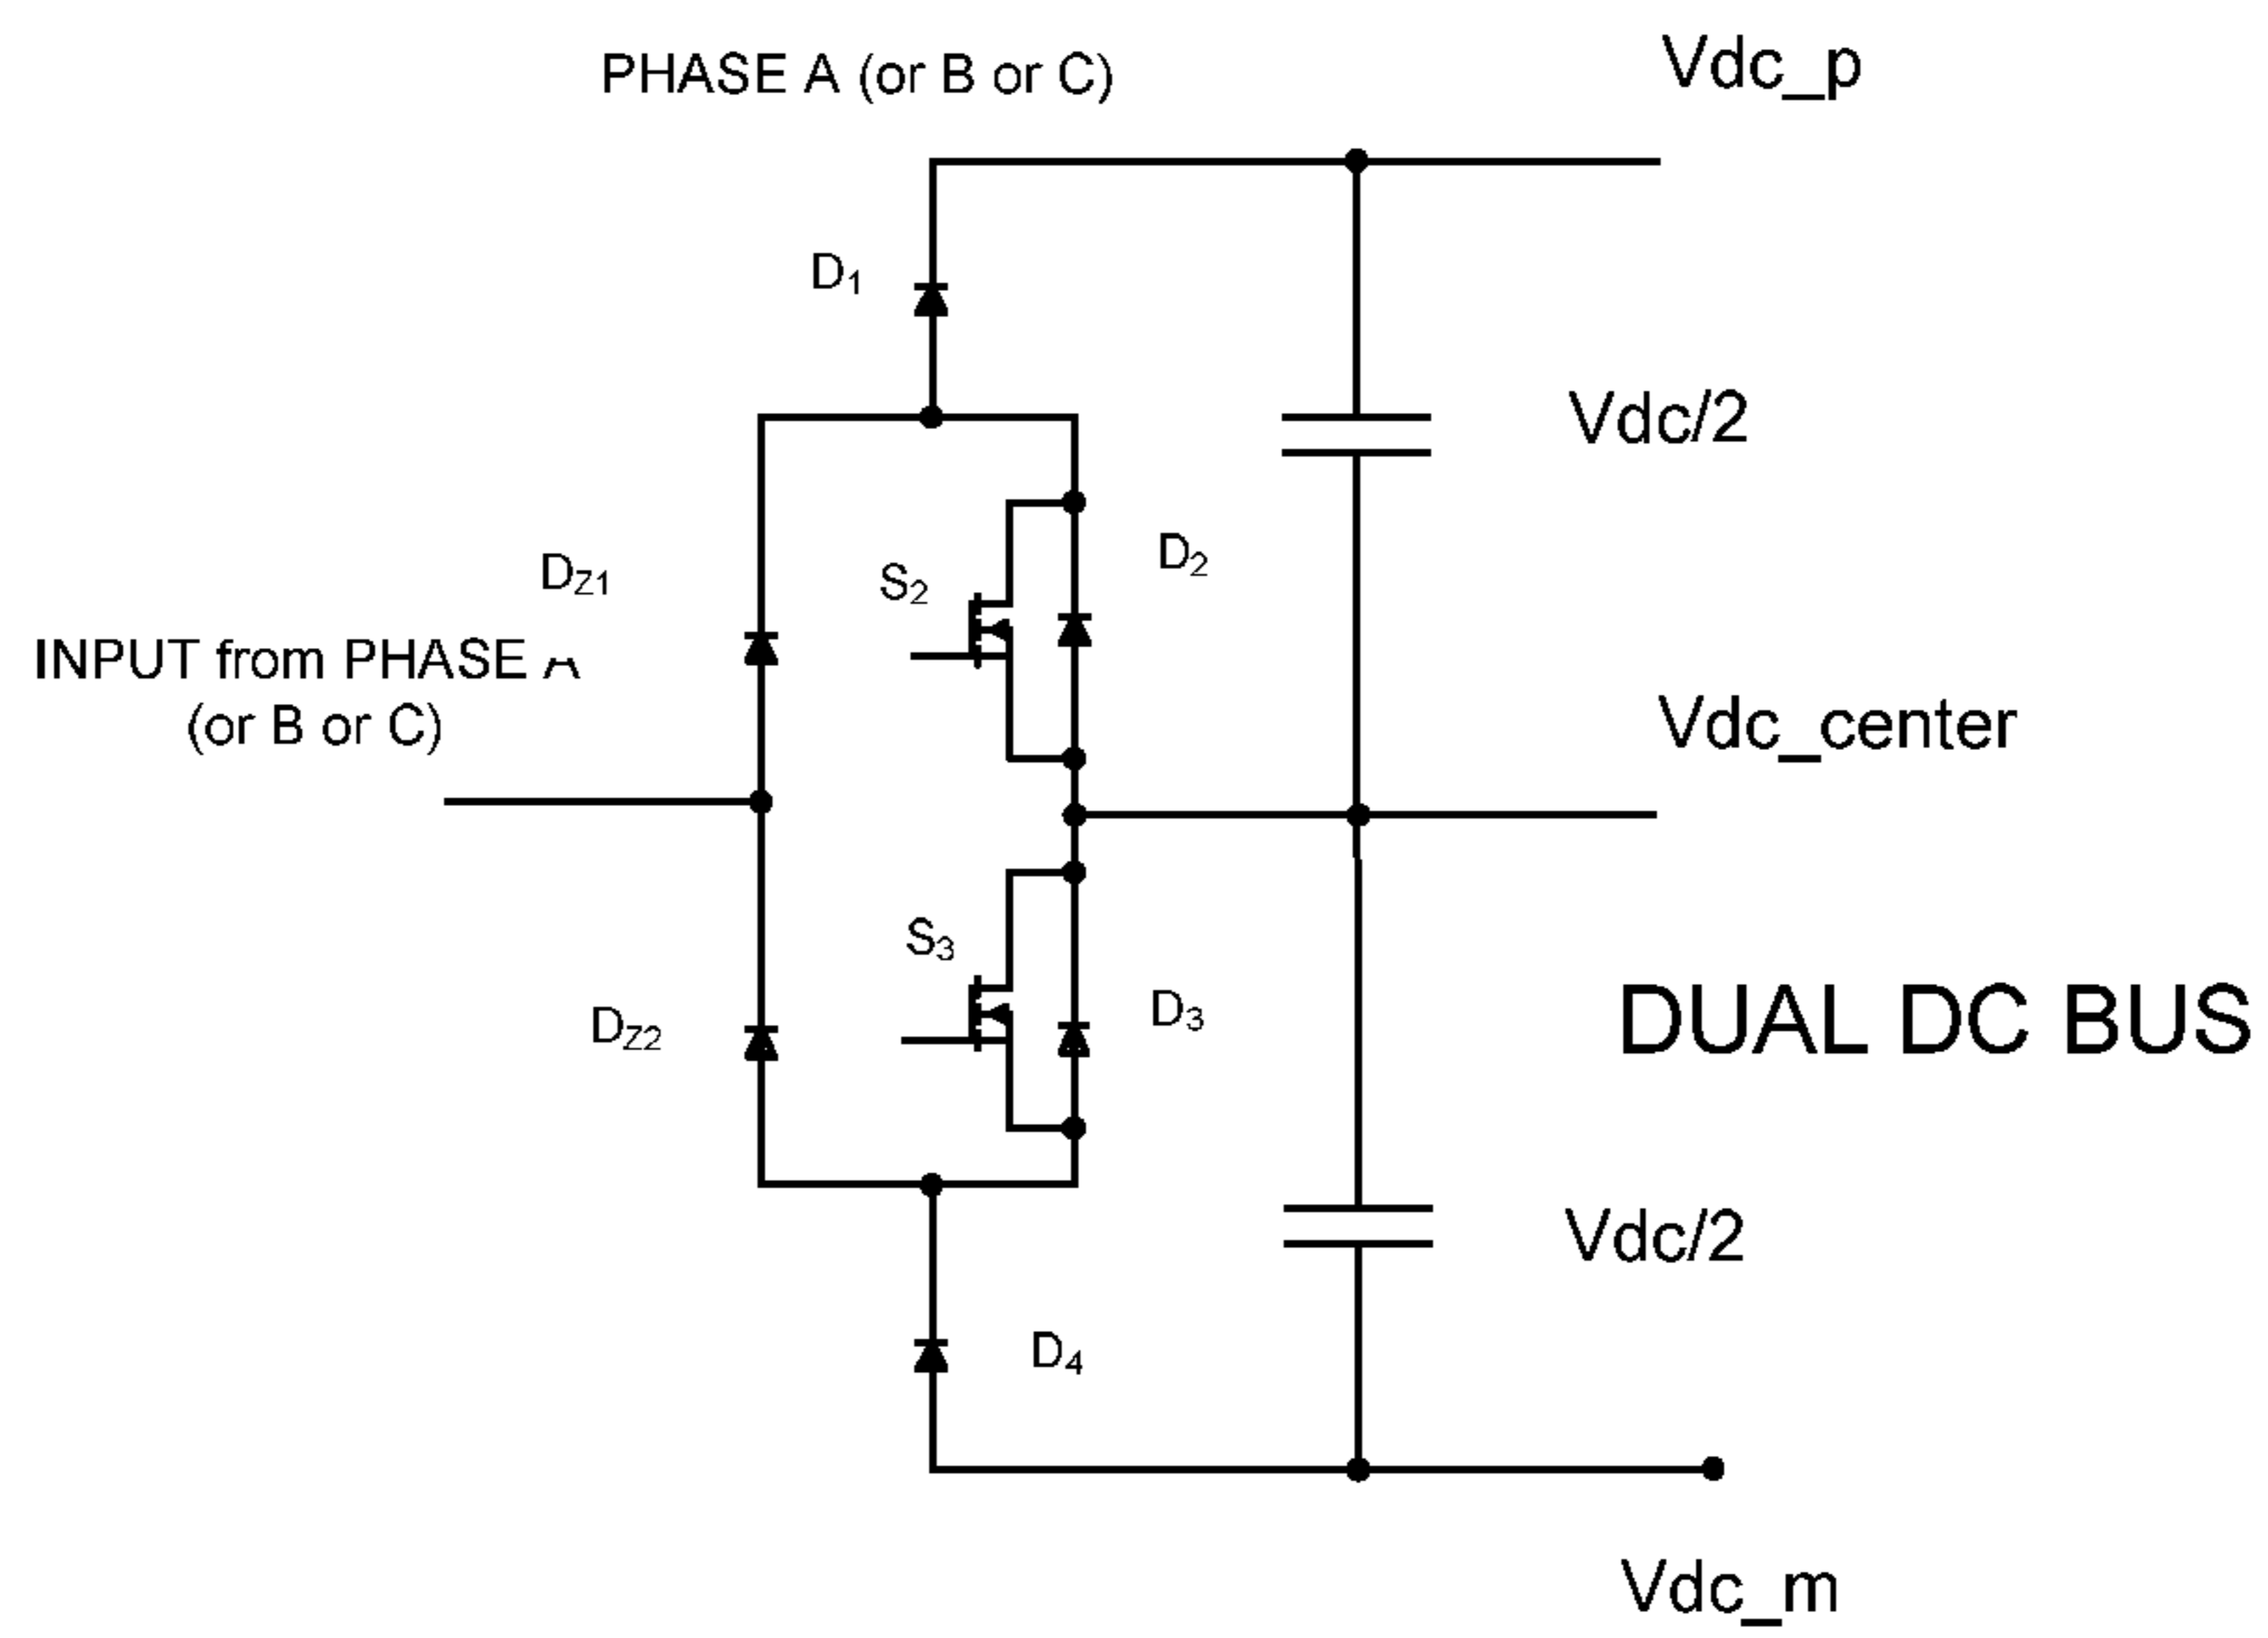 PHASE A (or B or C)
Vdc_p
D1
Vdc/2
D2
DZ1
S2
INPUT from PHASE A
(or B or C)
Vdc_center
S3
D3
DZ2
DUAL DC BUS
Vdc/2
D4
Vdc_m